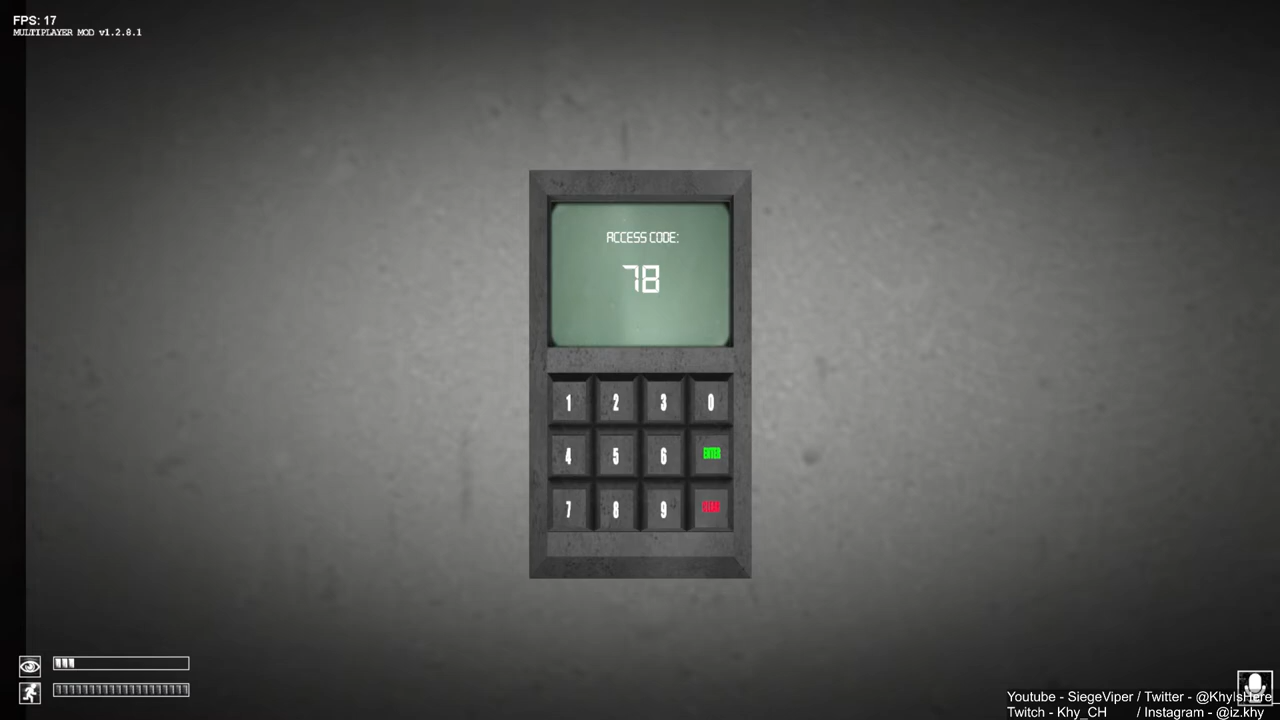 FPS: 17
MULTIPLAYER MOD v1.2.8.1
ACCESS CODE:
78
1 2 3 0
4 5 6 ENTER
7 8 9 CLEAR
Youtube - SiegeViper / Twitter - @KhyIsHere
Twitch - Khy_CH / Instagram - @iz.khy